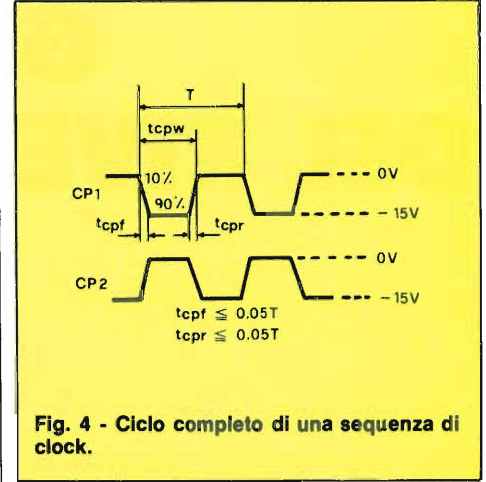 T
tcpw
10%
0V
CP1
90%
- 15V
tcpf
tcpr
0V
CP2
- 15V
tcpf ≦ 0.05T
tcpr ≦ 0.05T
Fig. 4 - Ciclo completo di una sequenza di
clock.